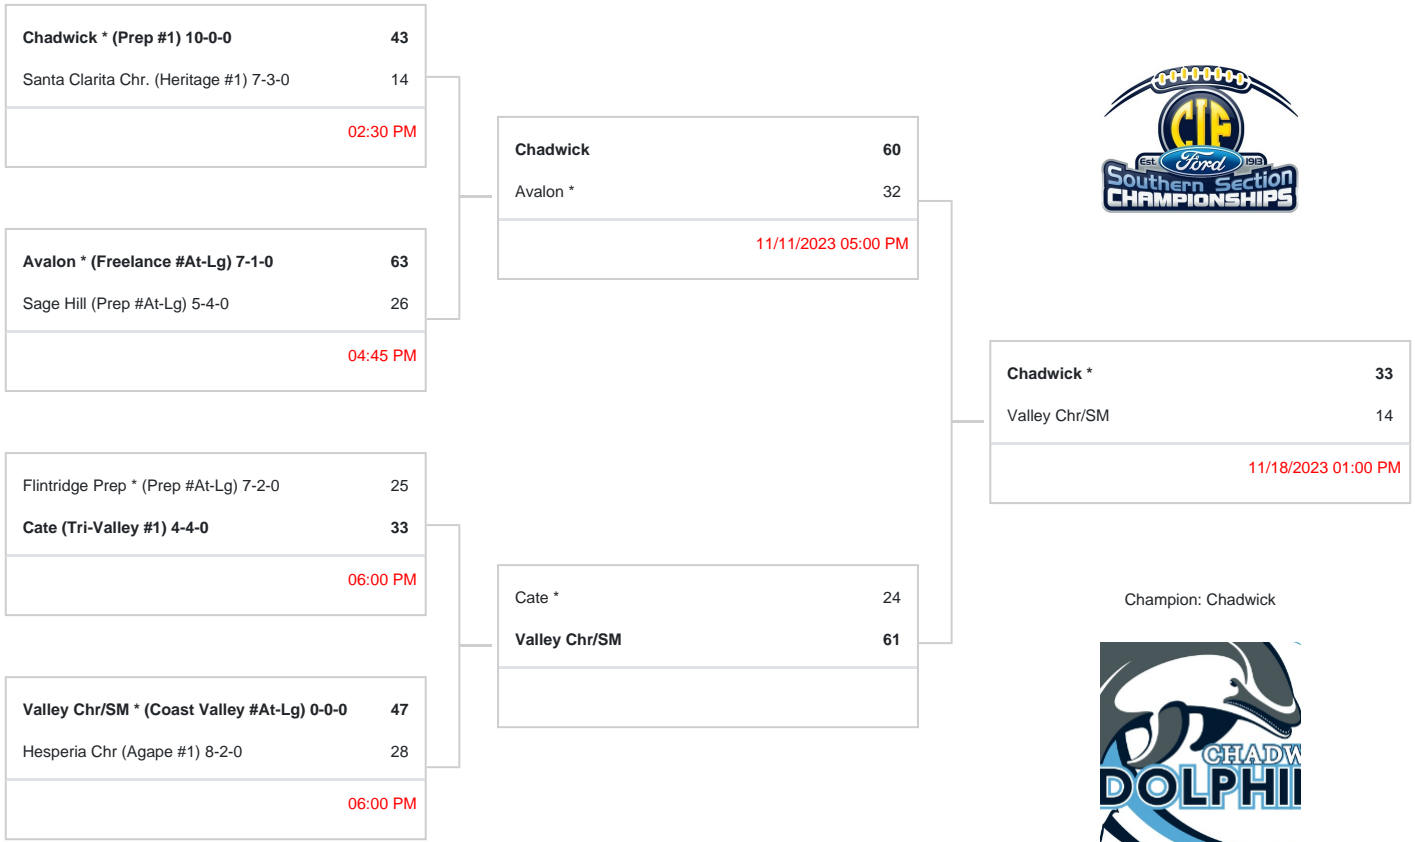 Chadwick * (Prep #1) 10-0-0 43
Santa Clarita Chr. (Heritage #1) 7-3-0 14
02:30 PM
Avalon * (Freelance #At-Lg) 7-1-0 63
Sage Hill (Prep #At-Lg) 5-4-0 26
04:45 PM
Flintridge Prep * (Prep #At-Lg) 7-2-0 25
Cate (Tri-Valley #1) 4-4-0 33
06:00 PM
Valley Chr/SM * (Coast Valley #At-Lg) 0-0-0 47
Hesperia Chr (Agape #1) 8-2-0 28
06:00 PM
Chadwick 60
Avalon * 32
11/11/2023 05:00 PM
Cate * 24
Valley Chr/SM 61
CIF
Est. Ford 1913
Southern Section
CHAMPIONSHIPS
Chadwick * 33
Valley Chr/SM 14
11/18/2023 01:00 PM
Champion: Chadwick
CHADW
DOLPHI